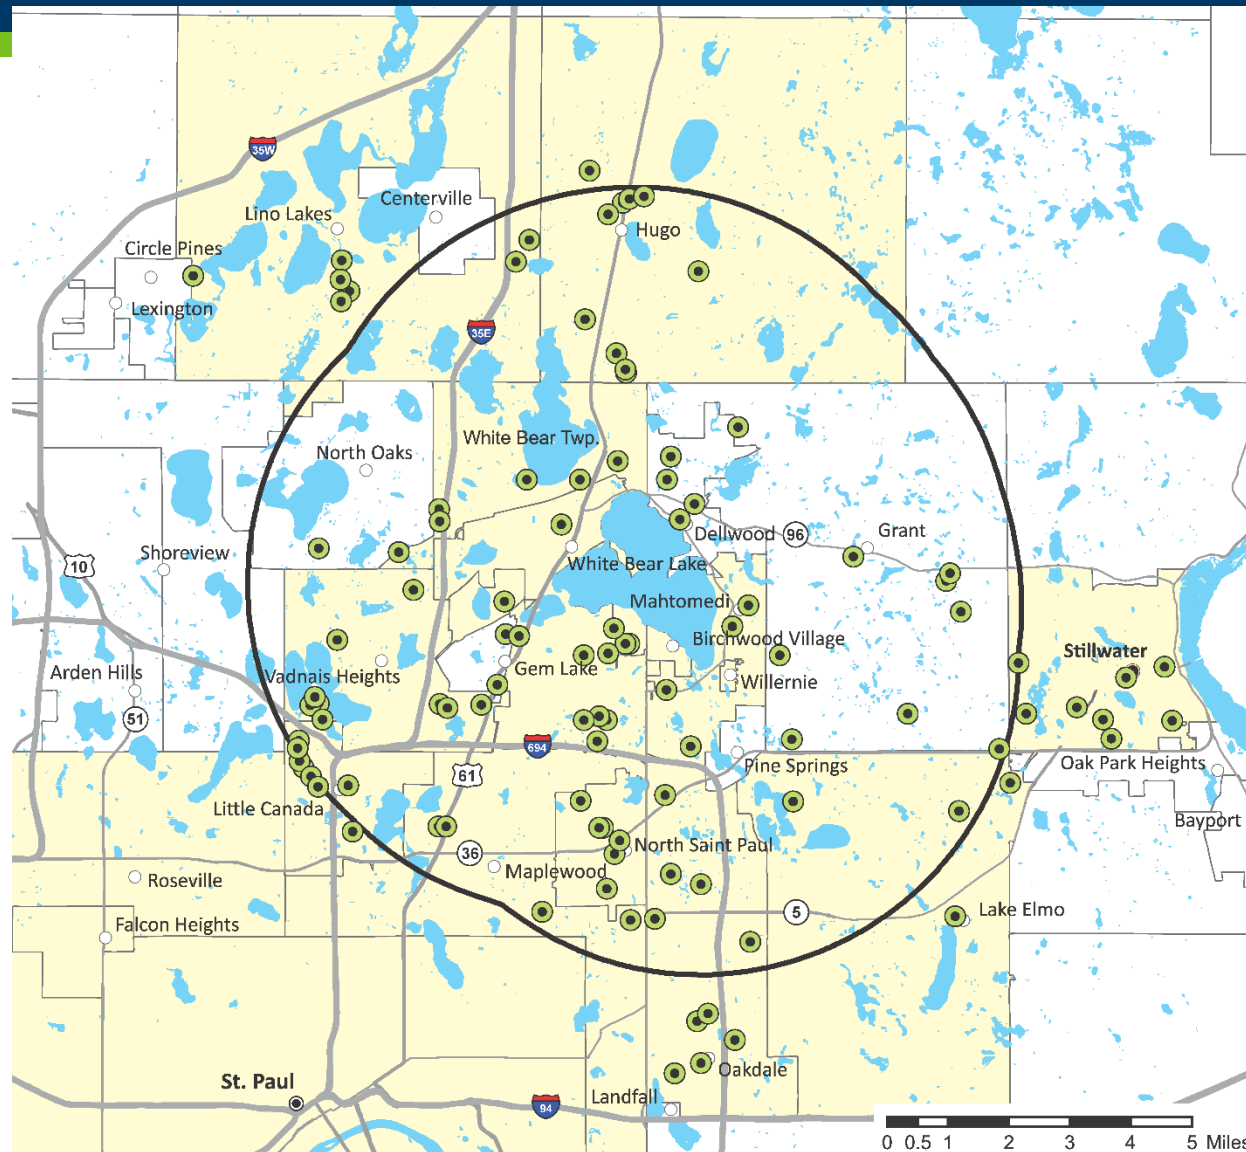 35W
Centerville
Lino Lakes
Hugo
Circle Pines
Lexington
35E
White Bear Twp.
North Oaks
Dellwood
96
Grant
Shoreview
10
White Bear Lake
Mahtomedi
Birchwood Village
Stillwater
Arden Hills
Vadnais Heights
Gem Lake
Willernie
51
694
Pine Springs
Oak Park Heights
61
Little Canada
Bayport
36
North Saint Paul
Maplewood
Roseville
5
Lake Elmo
Falcon Heights
Oakdale
St. Paul
Landfall
94
0 0.5 1 2 3 4 5 Miles